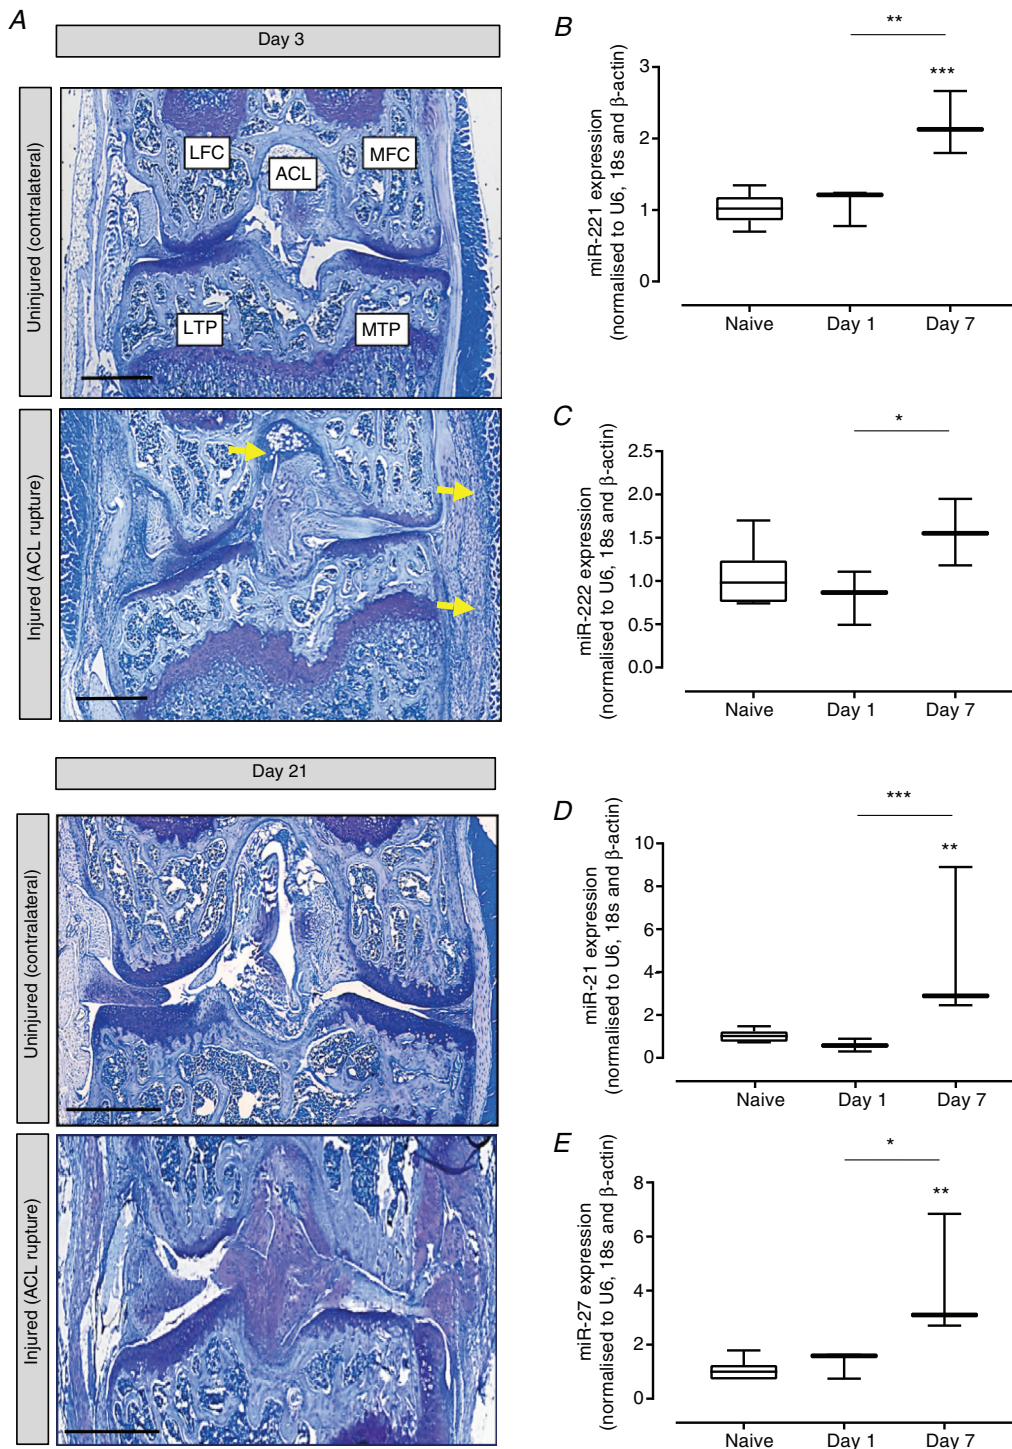 A
Day 3
Uninjured (contralateral)
LFC
MFC
ACL
LTP
MTP
Injured (ACL rupture)
Day 21
Uninjured (contralateral)
Injured (ACL rupture)
B
**
***
miR-221 expression
(normalised to U6, 18s and β-actin)
3
2
1
0
Naive Day 1 Day 7
C
*
miR-222 expression
(normalised to U6, 18s and β-actin)
2.5
2.0
1.5
1.0
0.5
0.0
Naive Day 1 Day 7
D
***
**
miR-21 expression
(normalised to U6, 18s and β-actin)
10
8
6
4
2
0
Naive Day 1 Day 7
E
*
**
miR-27 expression
(normalised to U6, 18s and β-actin)
8
6
4
2
0
Naive Day 1 Day 7